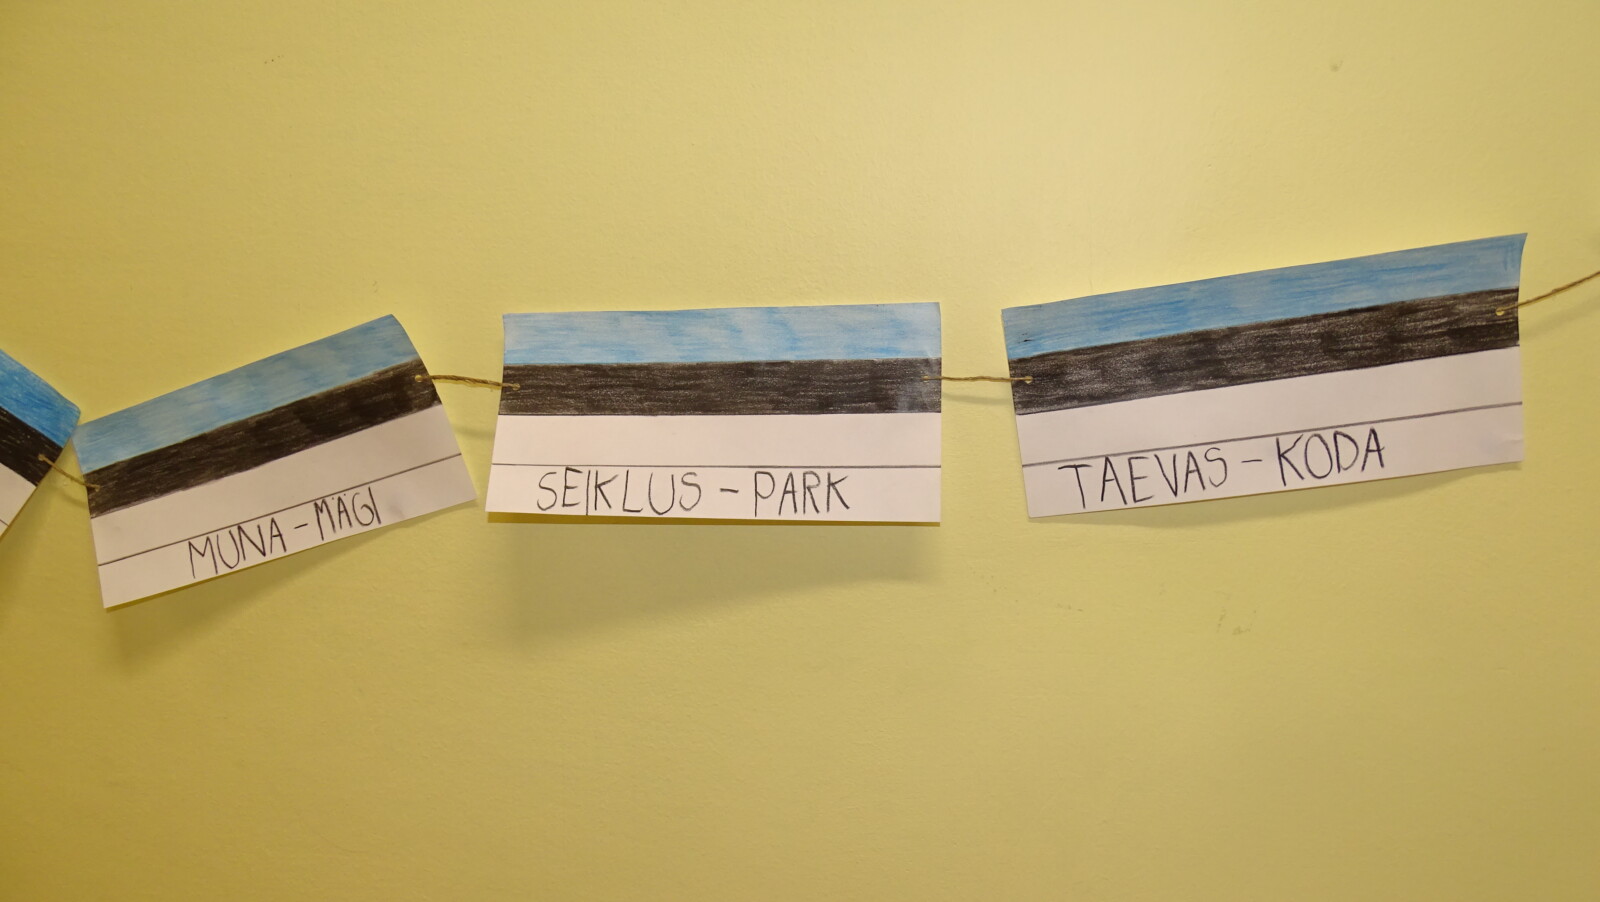 MUNA-MÄGI
SEIKLUS-PARK
TAEVAS-KODA